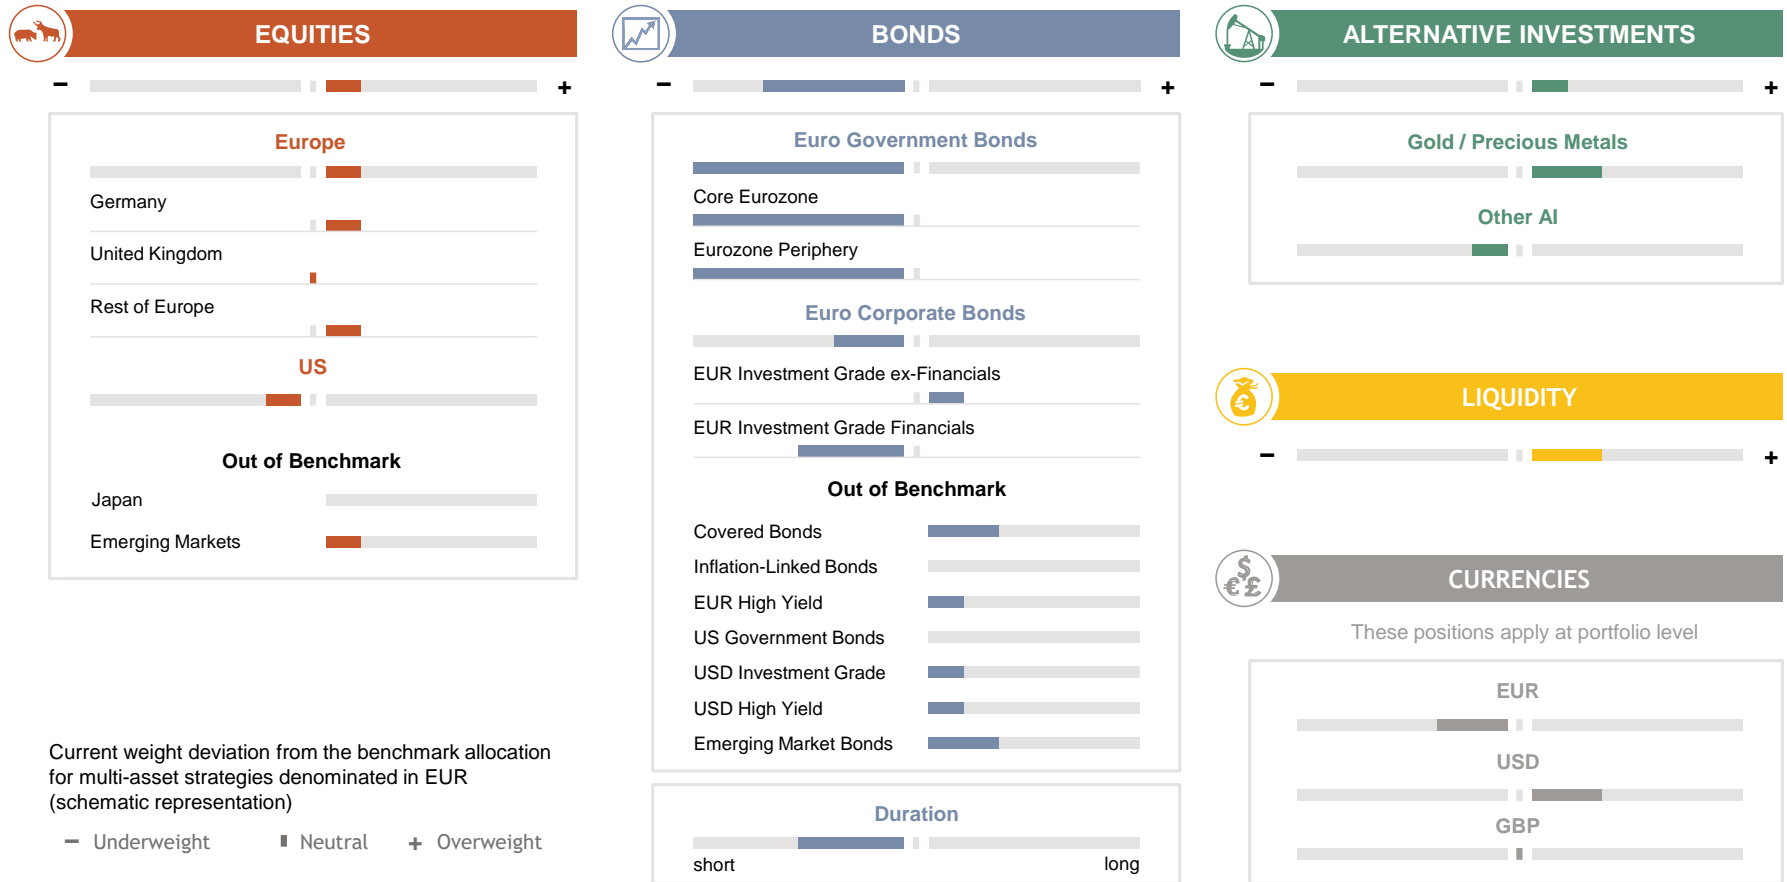 EQUITIES
− +
Europe
Germany
United Kingdom
Rest of Europe
US
Out of Benchmark
Japan
Emerging Markets
Current weight deviation from the benchmark allocation
for multi-asset strategies denominated in EUR
(schematic representation)
− Underweight Neutral + Overweight
BONDS
− +
Euro Government Bonds
Core Eurozone
Eurozone Periphery
Euro Corporate Bonds
EUR Investment Grade ex-Financials
EUR Investment Grade Financials
Out of Benchmark
Covered Bonds
Inflation-Linked Bonds
EUR High Yield
US Government Bonds
USD Investment Grade
USD High Yield
Emerging Market Bonds
Duration
short long
ALTERNATIVE INVESTMENTS
− +
Gold / Precious Metals
Other AI
€
LIQUIDITY
− +
$
€£
CURRENCIES
These positions apply at portfolio level
EUR
USD
GBP